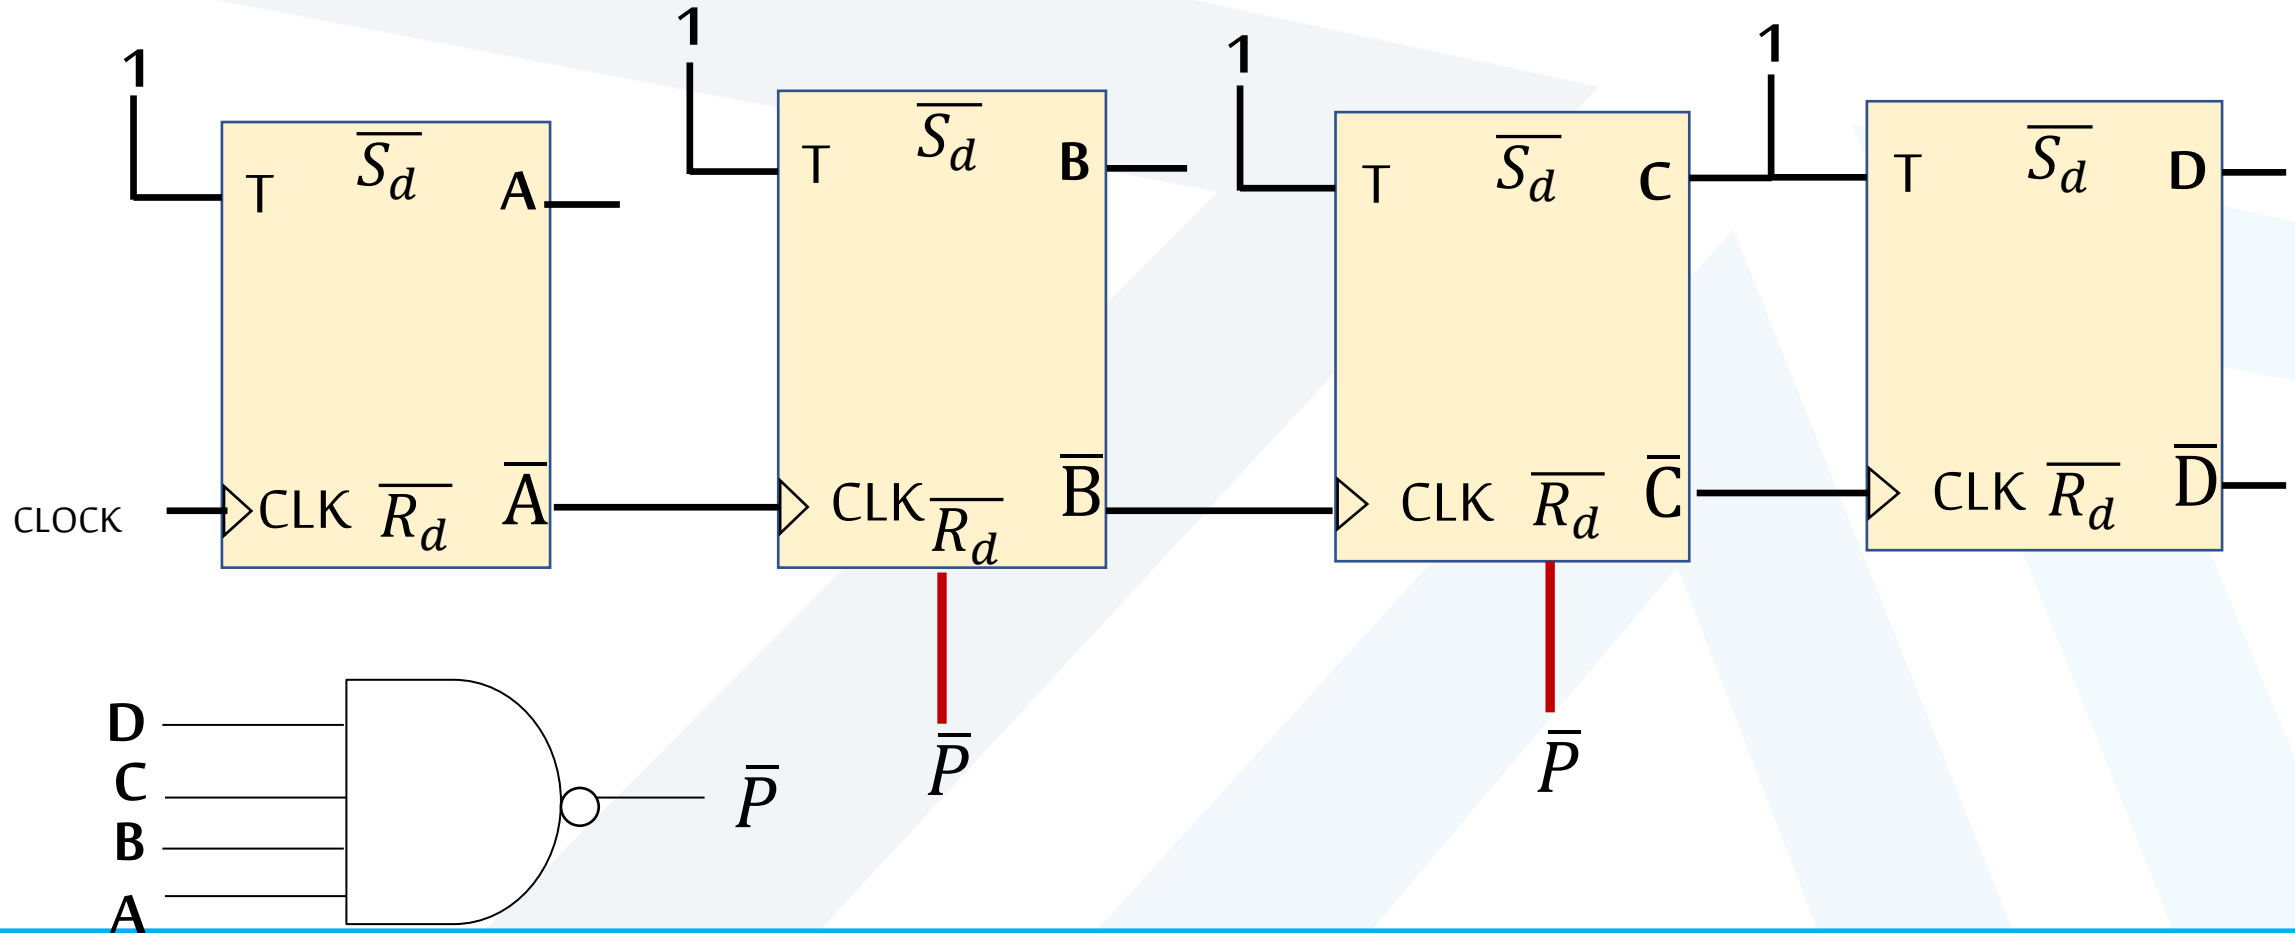 1 1 1 1
T S̅d̅ A
T S̅d̅ B
T S̅d̅ C
T S̅d̅ D
CLOCK CLK R̅d̅ A̅
CLK R̅d̅ B̅
CLK R̅d̅ C̅
CLK R̅d̅ D̅
P̅ P̅
D
C
B
A
P̅